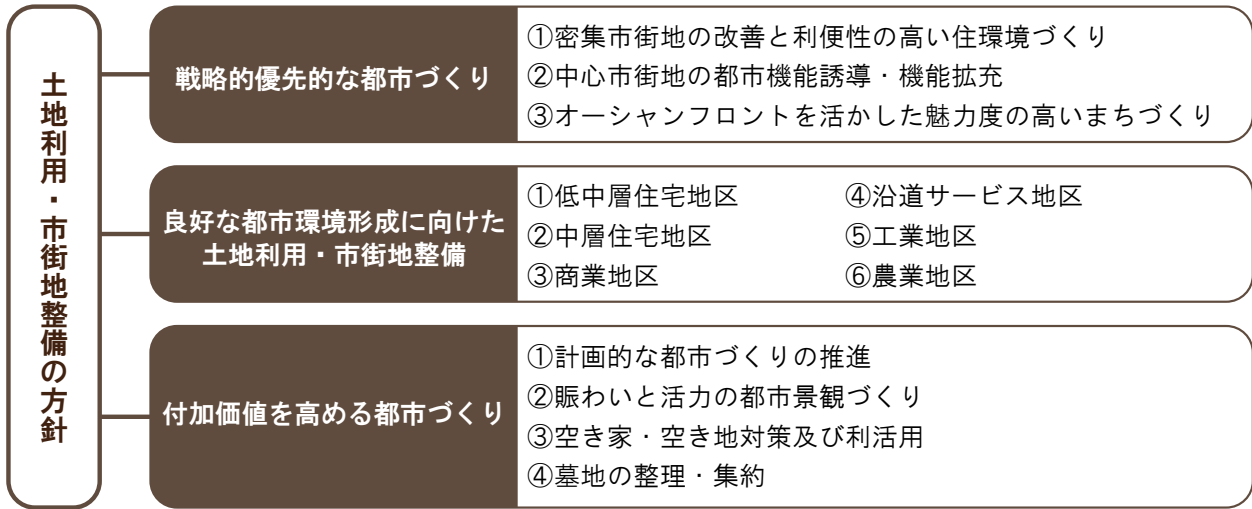 土地利用・市街地整備の方針
戦略的優先的な都市づくり
①密集市街地の改善と利便性の高い住環境づくり
②中心市街地の都市機能誘導・機能拡充
③オーシャンフロントを活かした魅力度の高いまちづくり
良好な都市環境形成に向けた
土地利用・市街地整備
①低中層住宅地区
②中層住宅地区
③商業地区
④沿道サービス地区
⑤工業地区
⑥農業地区
付加価値を高める都市づくり
①計画的な都市づくりの推進
②賑わいと活力の都市景観づくり
③空き家・空き地対策及び利活用
④墓地の整理・集約